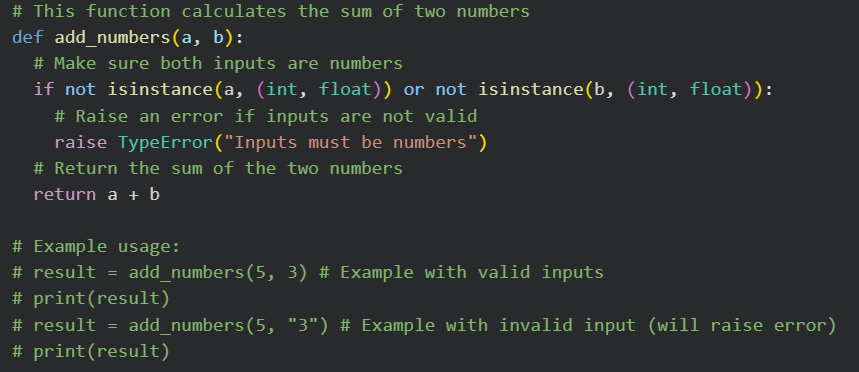 # This function calculates the sum of two numbers
def add_numbers(a, b):
  # Make sure both inputs are numbers
  if not isinstance(a, (int, float)) or not isinstance(b, (int, float)):
    # Raise an error if inputs are not valid
    raise TypeError("Inputs must be numbers")
  # Return the sum of the two numbers
  return a + b

# Example usage:
# result = add_numbers(5, 3) # Example with valid inputs
# print(result)
# result = add_numbers(5, "3") # Example with invalid input (will raise error)
# print(result)